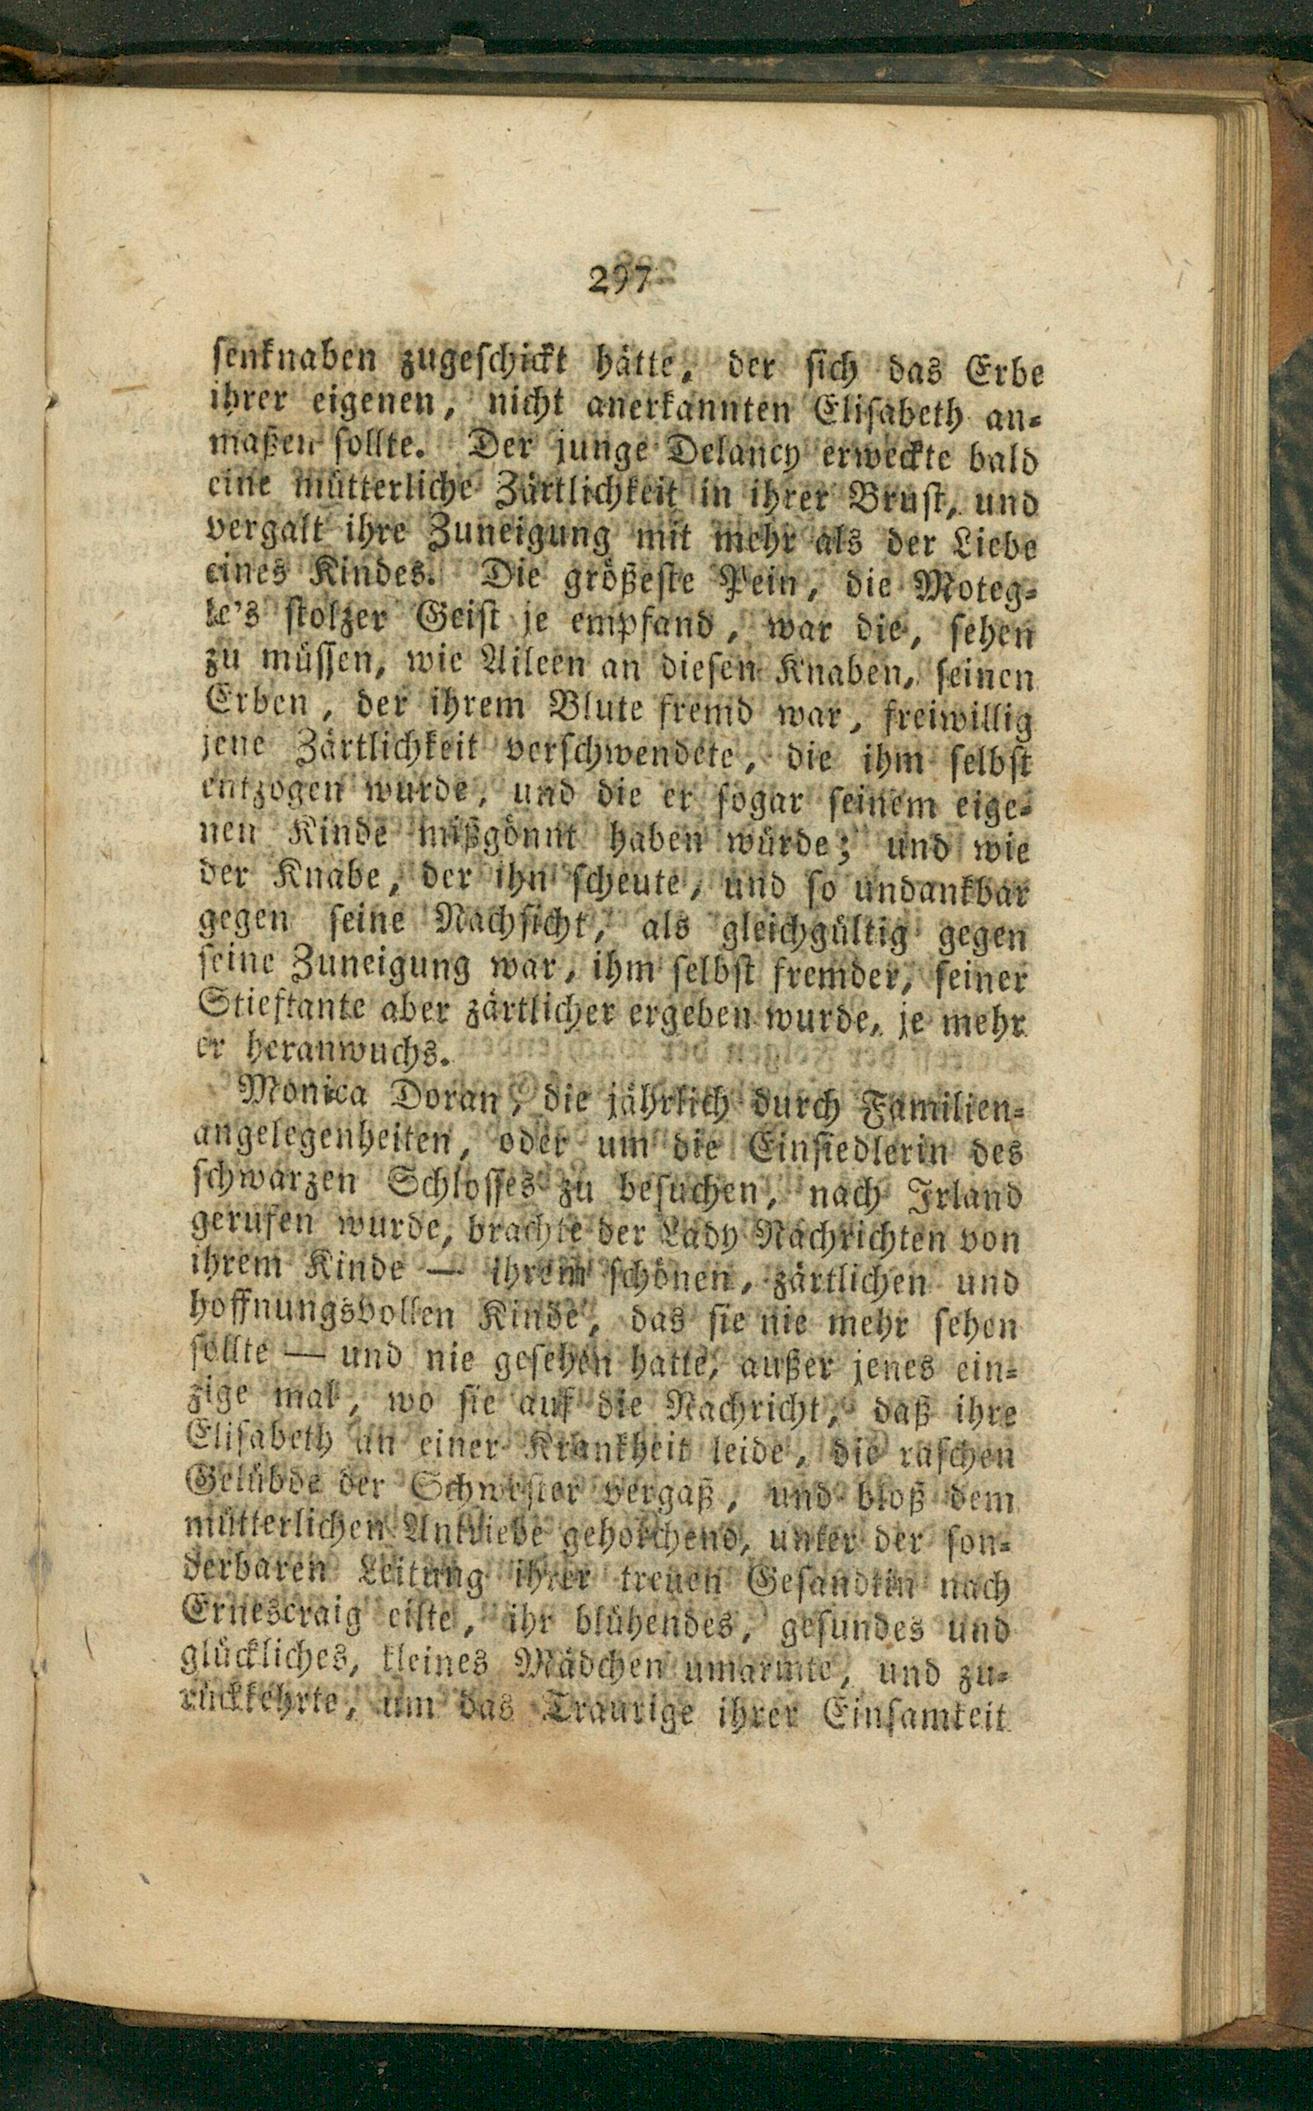 297
senknaben zugeschickt hätte, der sich das Erbe
ihrer eigenen, nicht anerkannten Elisabeth an-
maßen sollte. Der junge Delancy erweckte bald
eine mütterliche Zärtlichkeit in ihrer Brust, und
vergalt ihre Zuneigung mit mehr als der Liebe
eines Kindes. Die größeste Pein, die Moteg-
te's stolzer Geist je empfand, war die, sehen
zu müssen, wie Aileen an diesen Knaben, seinen
Erben, der ihrem Blute fremd war, freiwillig
jene Zärtlichkeit verschwendete, die ihm selbst
entzogen wurde, und die er sogar seinem eige-
nen Kinde mißgönnt haben würde; und wie
der Knabe, der ihn scheute, und so undankbar
gegen seine Nachsicht, als gleichgültig gegen
seine Zuneigung war, ihm selbst fremder, seiner
Stieftante aber zärtlicher ergeben wurde, je mehr
er heranwuchs.
Monica Doran, die jährlich durch Familien-
angelegenheiten, oder um die Einsiedlerin des
schwarzen Schlosses zu besuchen, nach Irland
gerufen wurde, brachte der Lady Nachrichten von
ihrem Kinde — ihrem schönen, zärtlichen und
hoffnungsvollen Kinde, das sie nie mehr sehen
sollte — und nie gesehen hatte, außer jenes ein-
zige mal, wo sie auf die Nachricht, daß ihre
Elisabeth an einer Krankheit leide, die raschen
Gelübde der Schwester vergaß, und bloß dem
mütterlichen Antriebe gehorchend, unter der son-
derbaren Leitung ihrer treuen Gesandtin nach
Ernescraig eilte, ihr blühendes, gesundes und
glückliches, kleines Mädchen umarmte, und zu-
rückkehrte, um das Traurige ihrer Einsamkeit